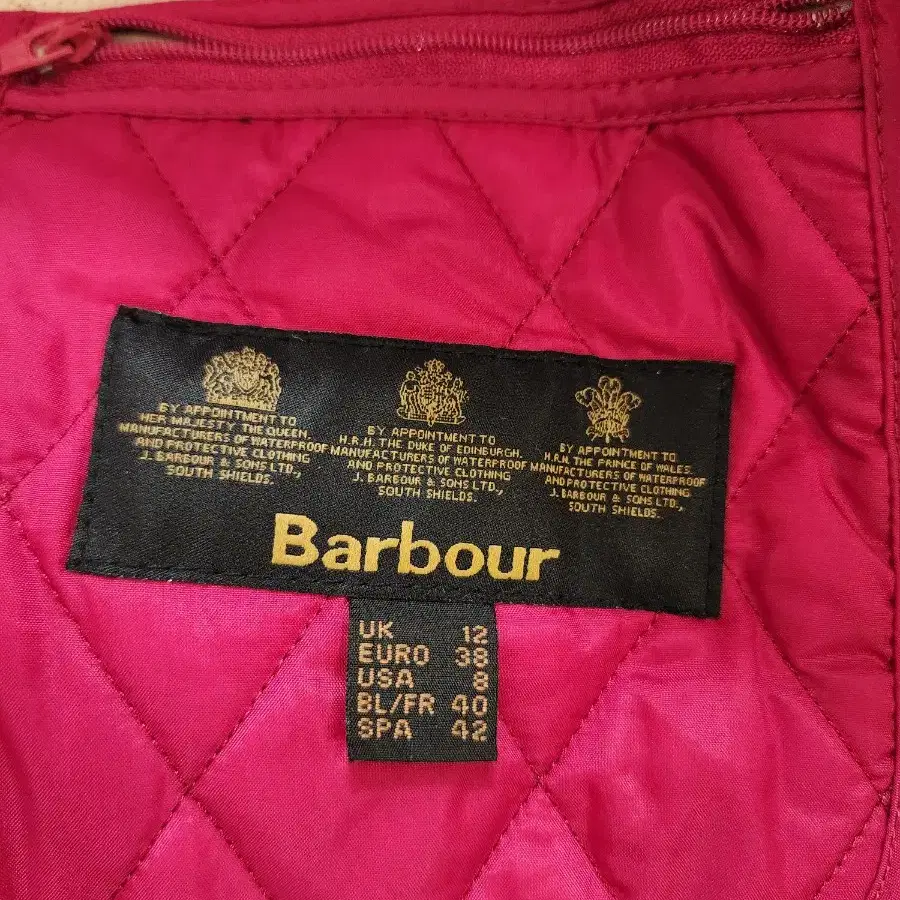 BY APPOINTMENT TO
HER MAJESTY THE QUEEN.
MANUFACTURERS OF WATERPROOF
AND PROTECTIVE CLOTHING
J. BARBOUR & SONS LTD.,
SOUTH SHIELDS.
BY APPOINTMENT TO
H.R.H. THE DUKE OF EDINBURGH.
MANUFACTURERS OF WATERPROOF
AND PROTECTIVE CLOTHING
J. BARBOUR & SONS LTD.,
SOUTH SHIELDS.
BY APPOINTMENT TO
H.R.H. THE PRINCE OF WALES.
MANUFACTURERS OF WATERPROOF
AND PROTECTIVE CLOTHING
J. BARBOUR & SONS LTD.,
SOUTH SHIELDS.
Barbour
UK 12
EURO 38
USA 8
BL/FR 40
SPA 42